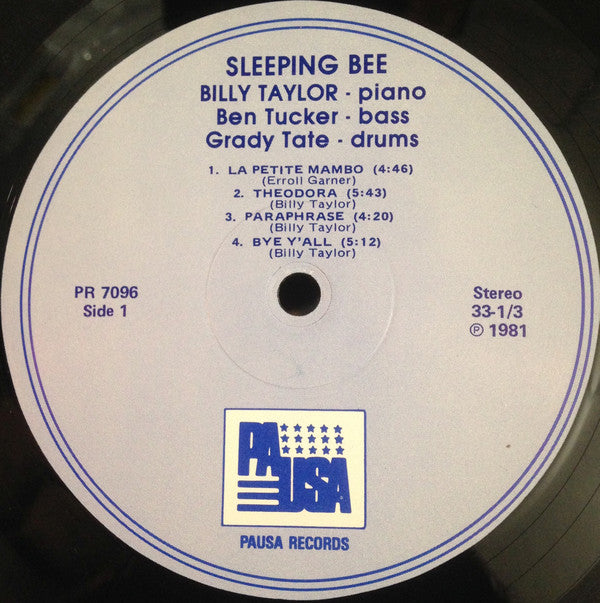 SLEEPING BEE
BILLY TAYLOR - piano
Ben Tucker - bass
Grady Tate - drums
1. LA PETITE MAMBO (4:46)
(Erroll Garner)
2. THEODORA (5:43)
(Billy Taylor)
3. PARAPHRASE (4:20)
(Billy Taylor)
4. BYE Y'ALL (5:12)
(Billy Taylor)
PR 7096
Side 1
Stereo
33-1/3
℗ 1981
PAUSA
PAUSA RECORDS